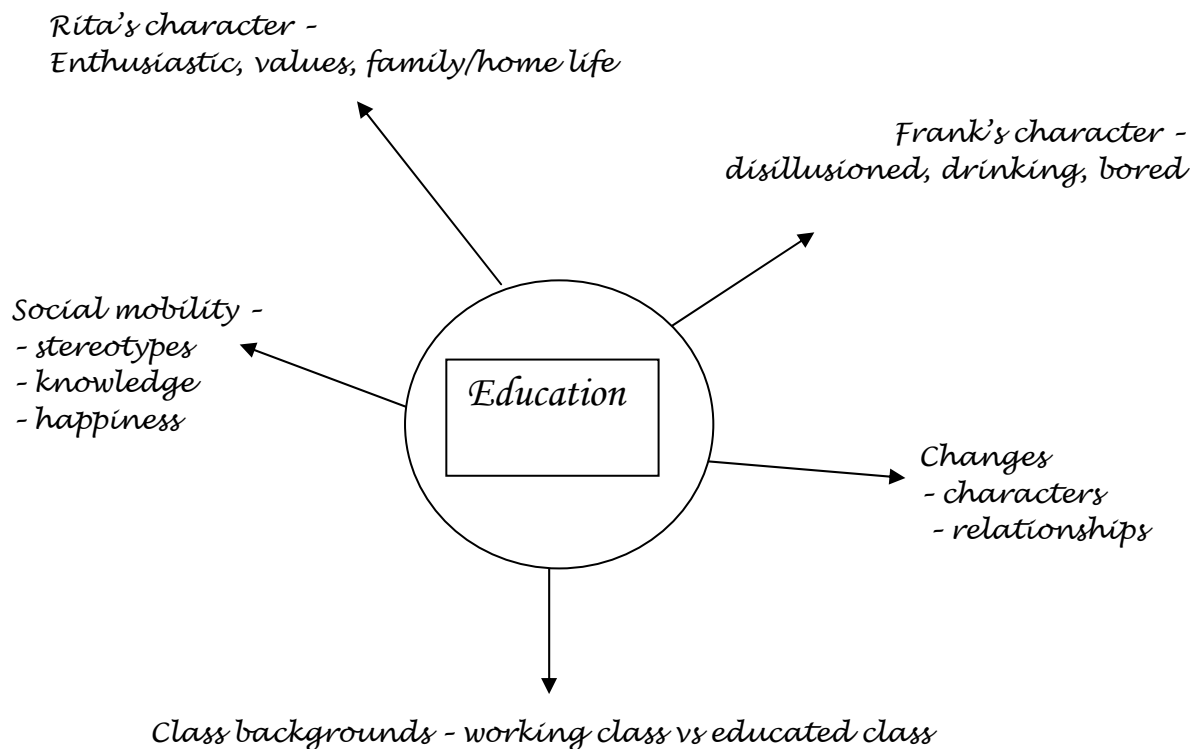 Rita’s character –
Enthusiastic, values, family/home life
Frank’s character –
disillusioned, drinking, bored
Social mobility –
– stereotypes
– knowledge
– happiness
Education
Changes
– characters
– relationships
Class backgrounds – working class vs educated class